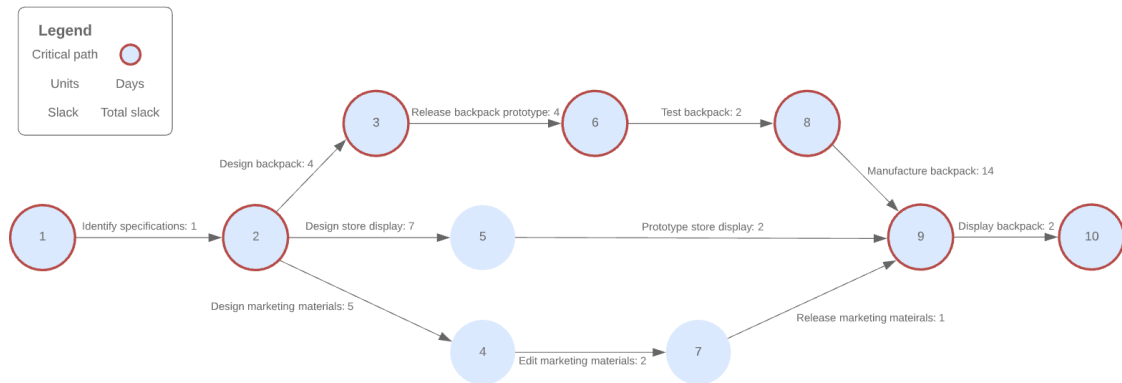 Legend
Critical path
Units Days
Slack Total slack
3
Release backpack prototype: 4
6
Test backpack: 2
8
Design backpack: 4
Manufacture backpack: 14
1
Identify specifications: 1
2
Design store display: 7
5
Prototype store display: 2
9
Display backpack: 2
10
Design marketing materials: 5
Release marketing mateirals: 1
4
Edit marketing materials: 2
7